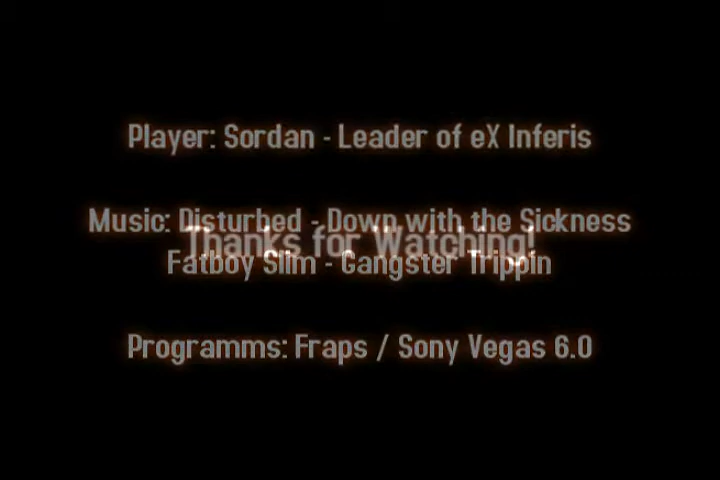 Player: Sordan - Leader of eX Inferis
Music: Disturbed - Down with the Sickness
Thanks for Watching!
Fatboy Slim - Gangster Trippin
Programms: Fraps / Sony Vegas 6.0